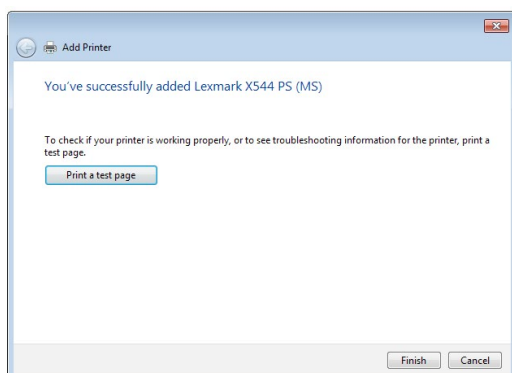 Add Printer
You've successfully added Lexmark X544 PS (MS)
To check if your printer is working properly, or to see troubleshooting information for the printer, print a
test page.
Print a test page
Finish
Cancel